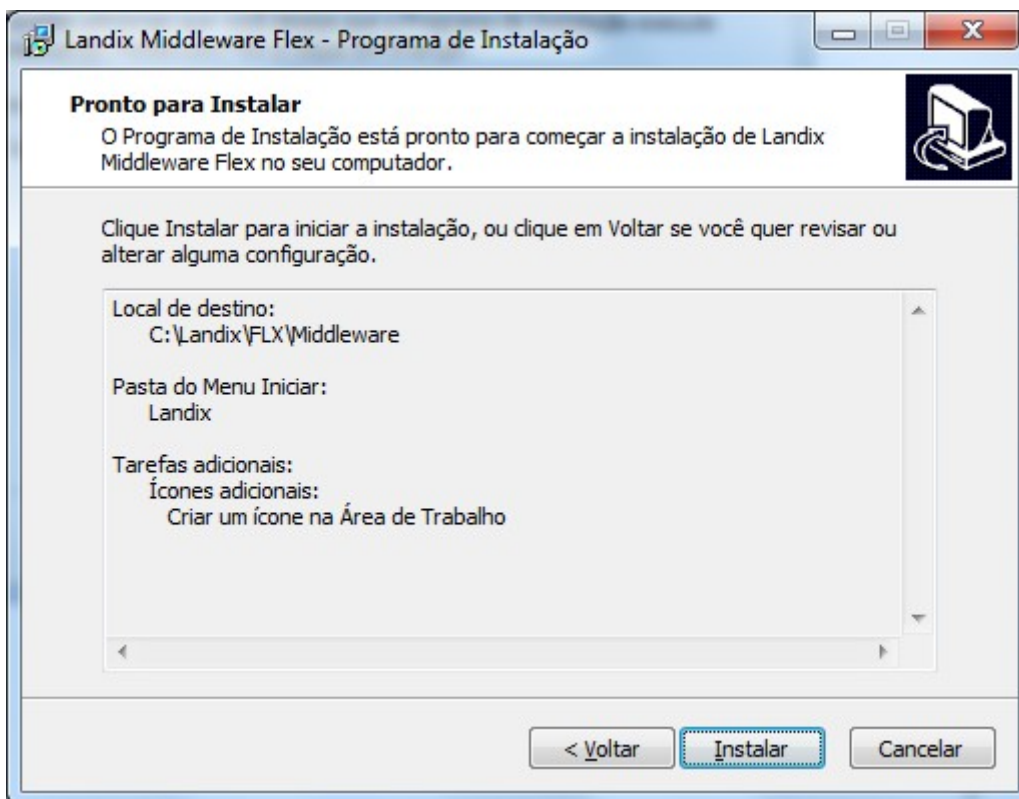 Landix Middleware Flex - Programa de Instalação
Pronto para Instalar
O Programa de Instalação está pronto para começar a instalação de Landix
Middleware Flex no seu computador.
Clique Instalar para iniciar a instalação, ou clique em Voltar se você quer revisar ou
alterar alguma configuração.
Local de destino:
C:\Landix\FLX\Middleware
Pasta do Menu Iniciar:
Landix
Tarefas adicionais:
Ícones adicionais:
Criar um ícone na Área de Trabalho
< Voltar
Instalar
Cancelar